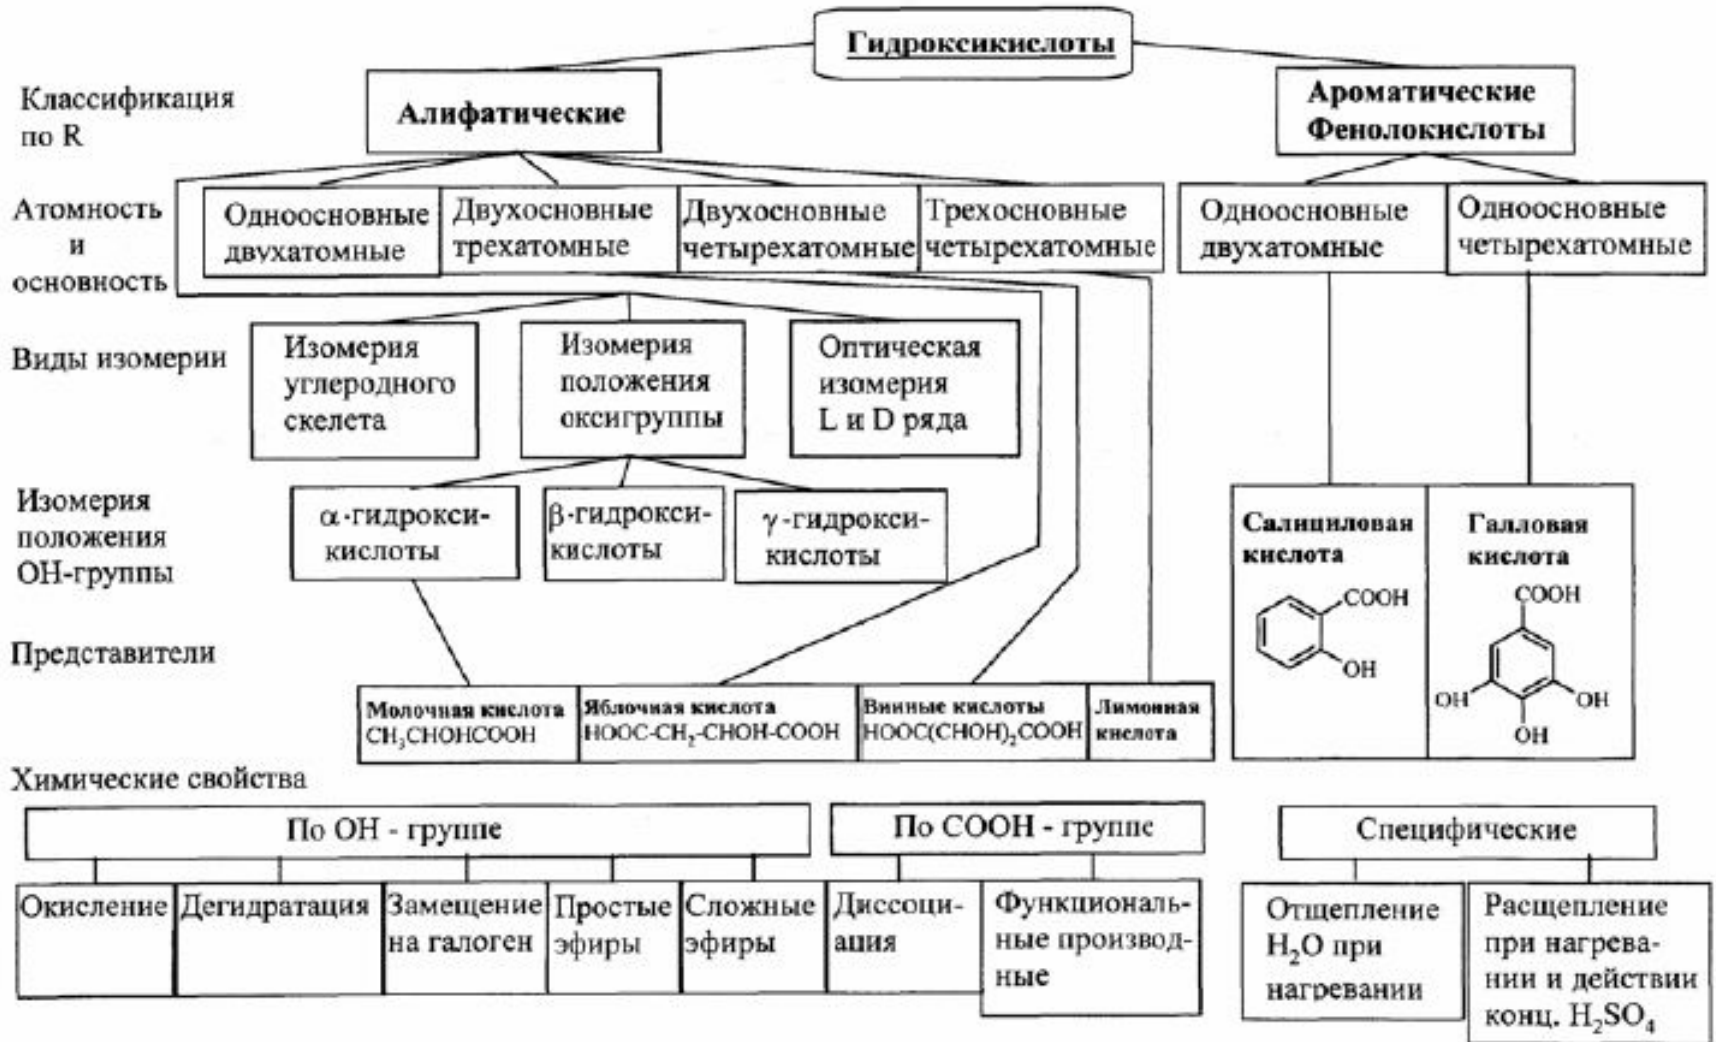 Гидроксикислоты
Классификация
по R
Алифатические
Ароматические
Фенолокислоты
Атомность
и
основность
Одноосновные
двухатомные
Двухосновные
трехатомные
Двухосновные
четырехатомные
Трехосновные
четырехатомные
Одноосновные
двухатомные
Одноосновные
четырехатомные
Виды изомерии
Изомерия
углеродного
скелета
Изомерия
положения
оксигруппы
Оптическая
изомерия
L и D ряда
Изомерия
положения
ОН-группы
α-гидрокси-
кислоты
β-гидрокси-
кислоты
γ-гидрокси-
кислоты
Салициловая
кислота
COOH
OH
Галловая
кислота
COOH
OH
OH
OH
Представители
Молочная кислота
CH₃CHOHCOOH
Яблочная кислота
HOOC-CH₂-CHOH-COOH
Винные кислоты
HOOC(CHOH)₂COOH
Лимонная
кислота
Химические свойства
По ОН - группе
По СООН - группе
Специфические
Окисление
Дегидратация
Замещение
на галоген
Простые
эфиры
Сложные
эфиры
Диссоци-
ация
Функциональ-
ные производ-
ные
Отщепление
H₂O при
нагревании
Расщепление
при нагрева-
нии и действии
конц. H₂SO₄